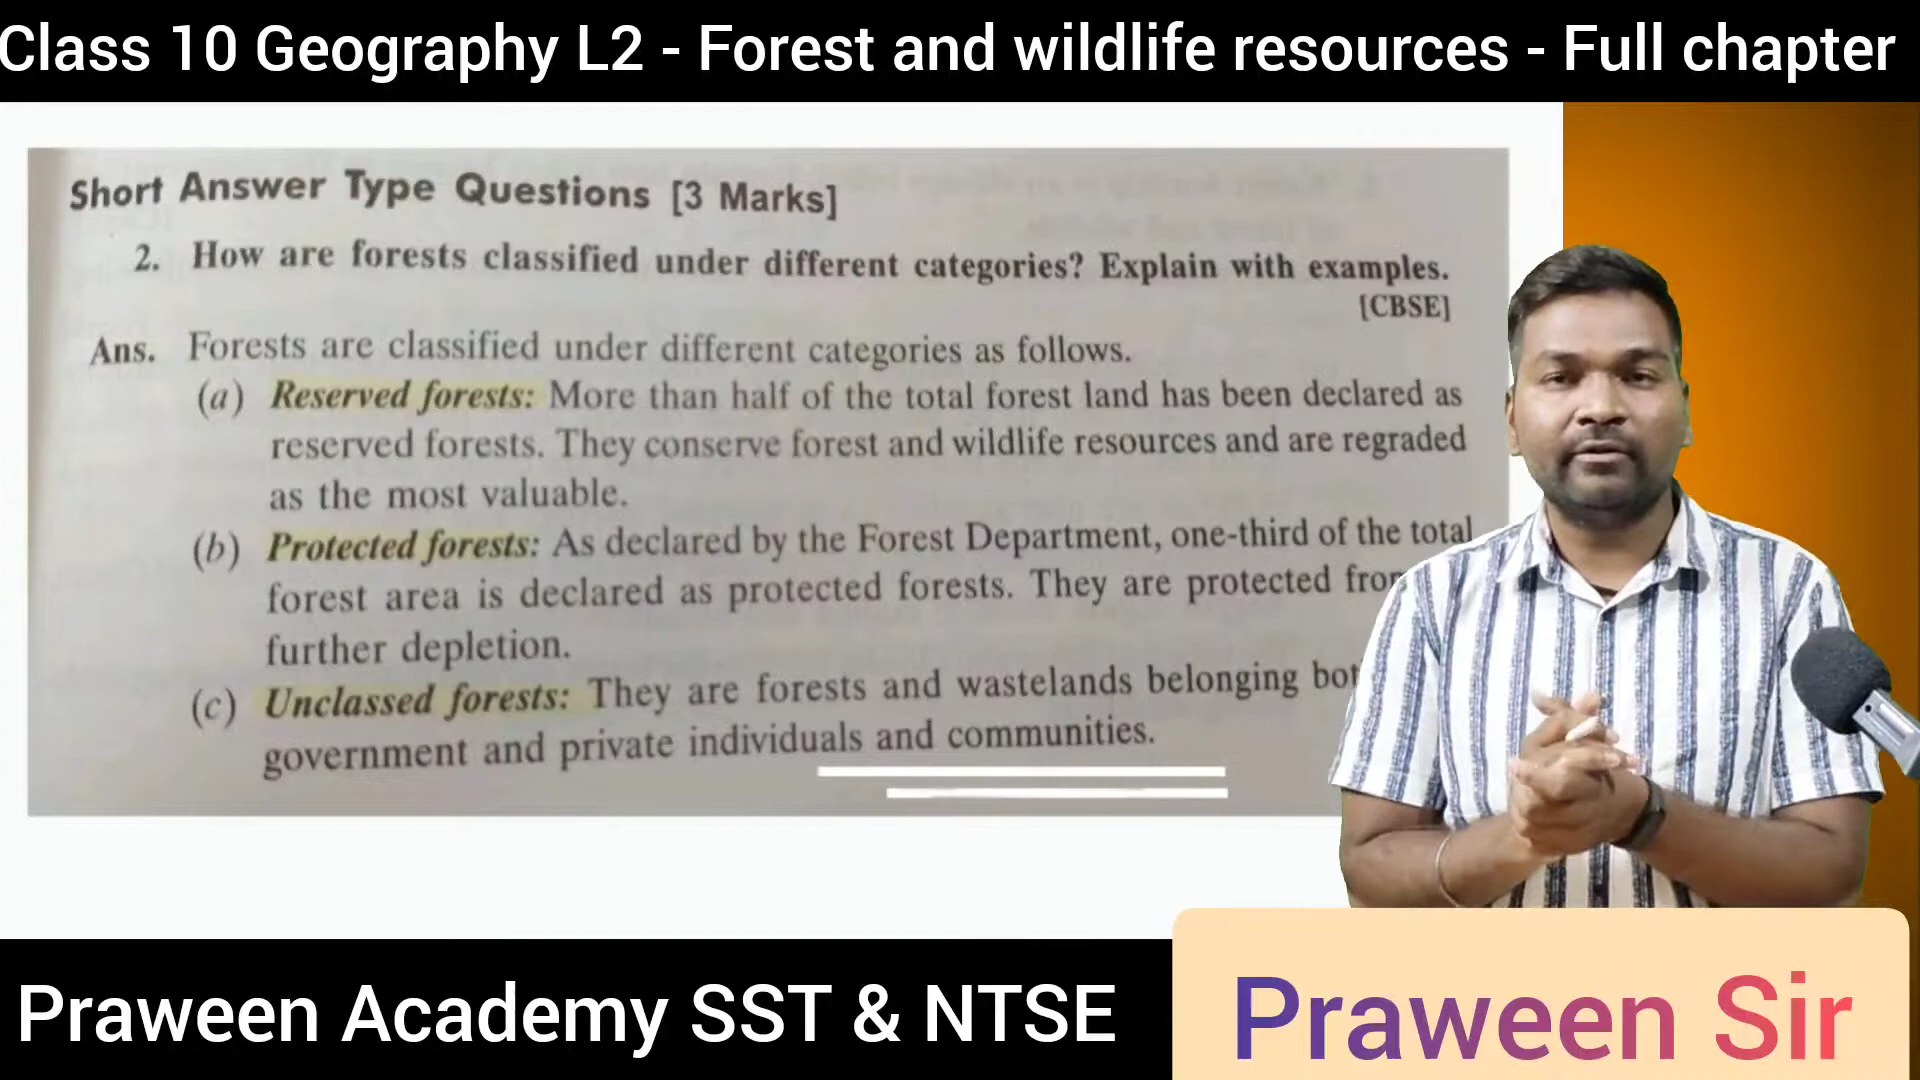 Class 10 Geography L2 - Forest and wildlife resources - Full chapter
Short Answer Type Questions [3 Marks]
2. How are forests classified under different categories? Explain with examples.
[CBSE]
Ans. Forests are classified under different categories as follows.
(a) Reserved forests: More than half of the total forest land has been declared as
reserved forests. They conserve forest and wildlife resources and are regraded
as the most valuable.
(b) Protected forests: As declared by the Forest Department, one-third of the total
forest area is declared as protected forests. They are protected
further depletion.
(c) Unclassed forests: They are forests and wastelands belonging
government and private individuals and communities.
Praween Academy SST & NTSE
Praween Sir